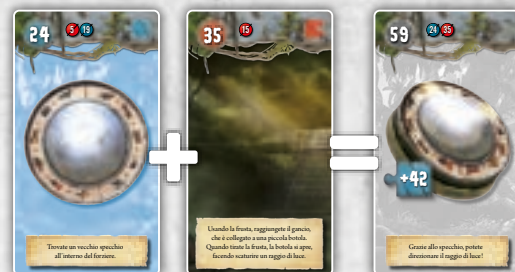 24 5 19
Trovate un vecchio specchio
all'interno del forziere.
+
35 15
Usando la frusta, raggiungete il gancio,
che è collegato a una piccola botola.
Quando tirate la frusta, la botola si apre,
facendo scaturire un raggio di luce.
=
59 24 35
+42
Grazie allo specchio, potete
direzionare il raggio di luce!